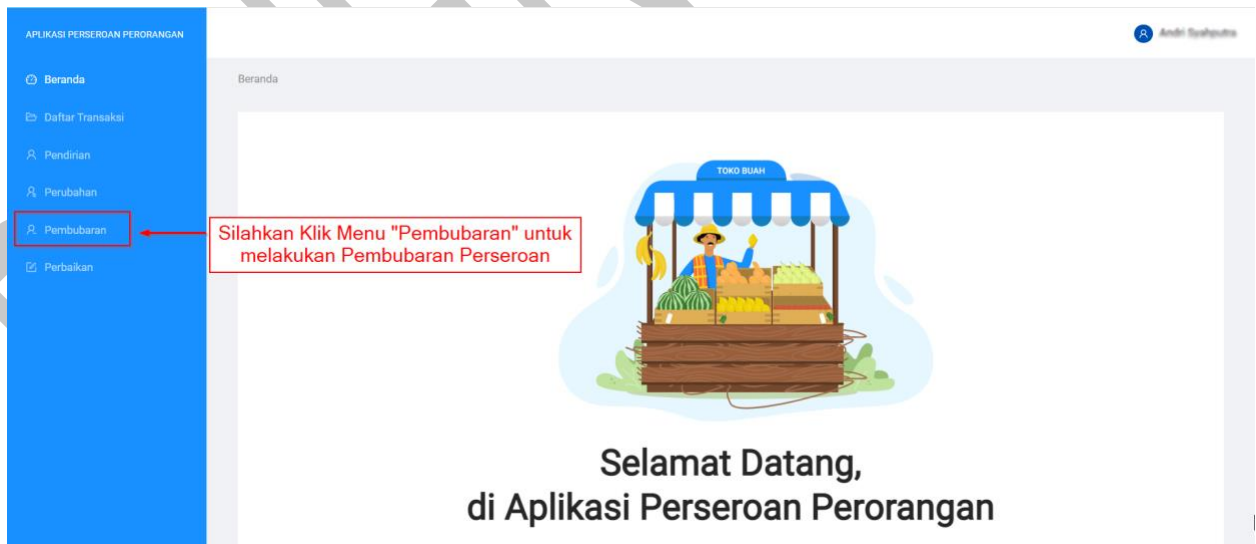 APLIKASI PERSEROAN PERORANGAN
Andri Syahputra
Beranda
Beranda
Daftar Transaksi
Pendirian
Perubahan
Pembubaran
Perbaikan
Silahkan Klik Menu "Pembubaran" untuk
melakukan Pembubaran Perseroan
TOKO BUAH
Selamat Datang,
di Aplikasi Perseroan Perorangan